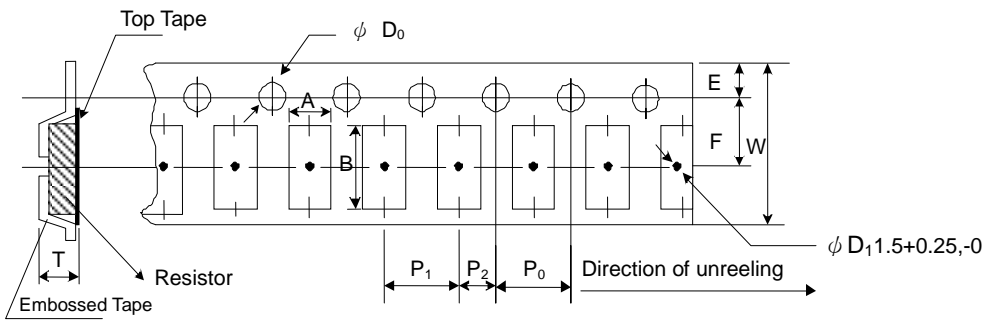 Top Tape
ψ D₀
A
E
F
W
B
T
Resistor
Embossed Tape
P₁
P₂
P₀
Direction of unreeling
ψ D₁ 1.5+0.25,-0